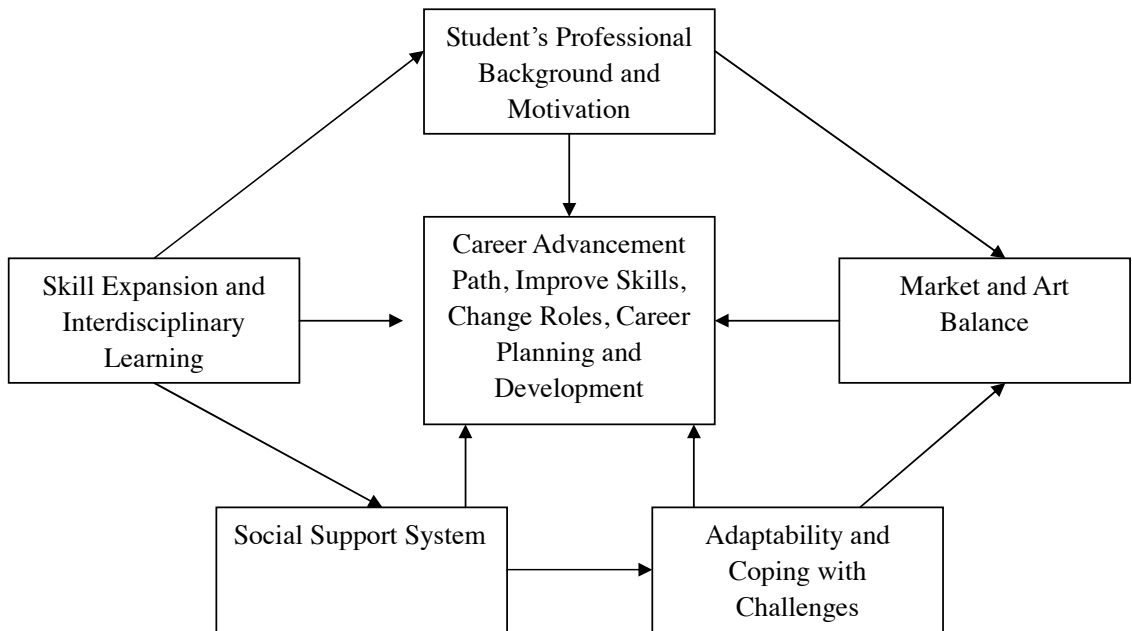 Student’s Professional
Background and
Motivation
Skill Expansion and
Interdisciplinary
Learning
Career Advancement
Path, Improve Skills,
Change Roles, Career
Planning and
Development
Market and Art
Balance
Social Support System
Adaptability and
Coping with
Challenges